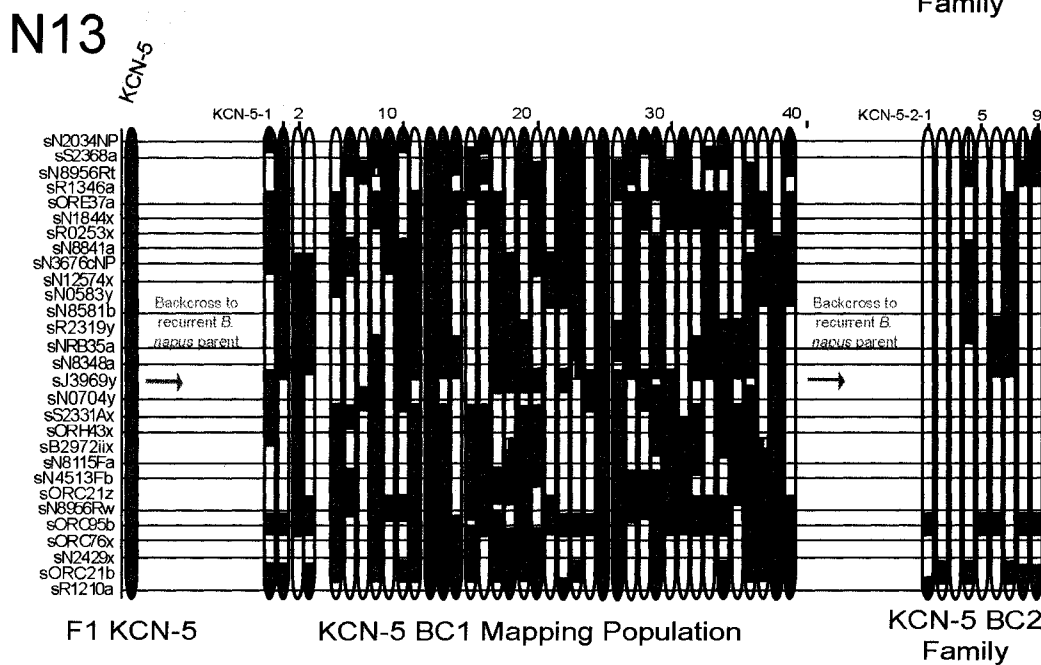 Family
N13
KCN-5
KCN-5-1 2 10 20 30 40
KCN-5-2-1 5 9
sN2034NP
sS2368a
sN8956Rt
sR1346a
sORE37a
sN1844x
sR0253x
sN8841a
sN3676cNP
sN12574x
sN0583y
sN8581b
sR2319y
sNRB35a
sN8348a
sJ3969y
sN0704y
sS2331Ax
sORH43x
sB2972iix
sN8115Fa
sN4513Fb
sORC21z
sN8956Rw
sORC95b
sORC76x
sN2429x
sORC21b
sR1210a
Backcross to
recurrent B.
napus parent
Backcross to
recurrent B.
napus parent
F1 KCN-5
KCN-5 BC1 Mapping Population
KCN-5 BC2
Family